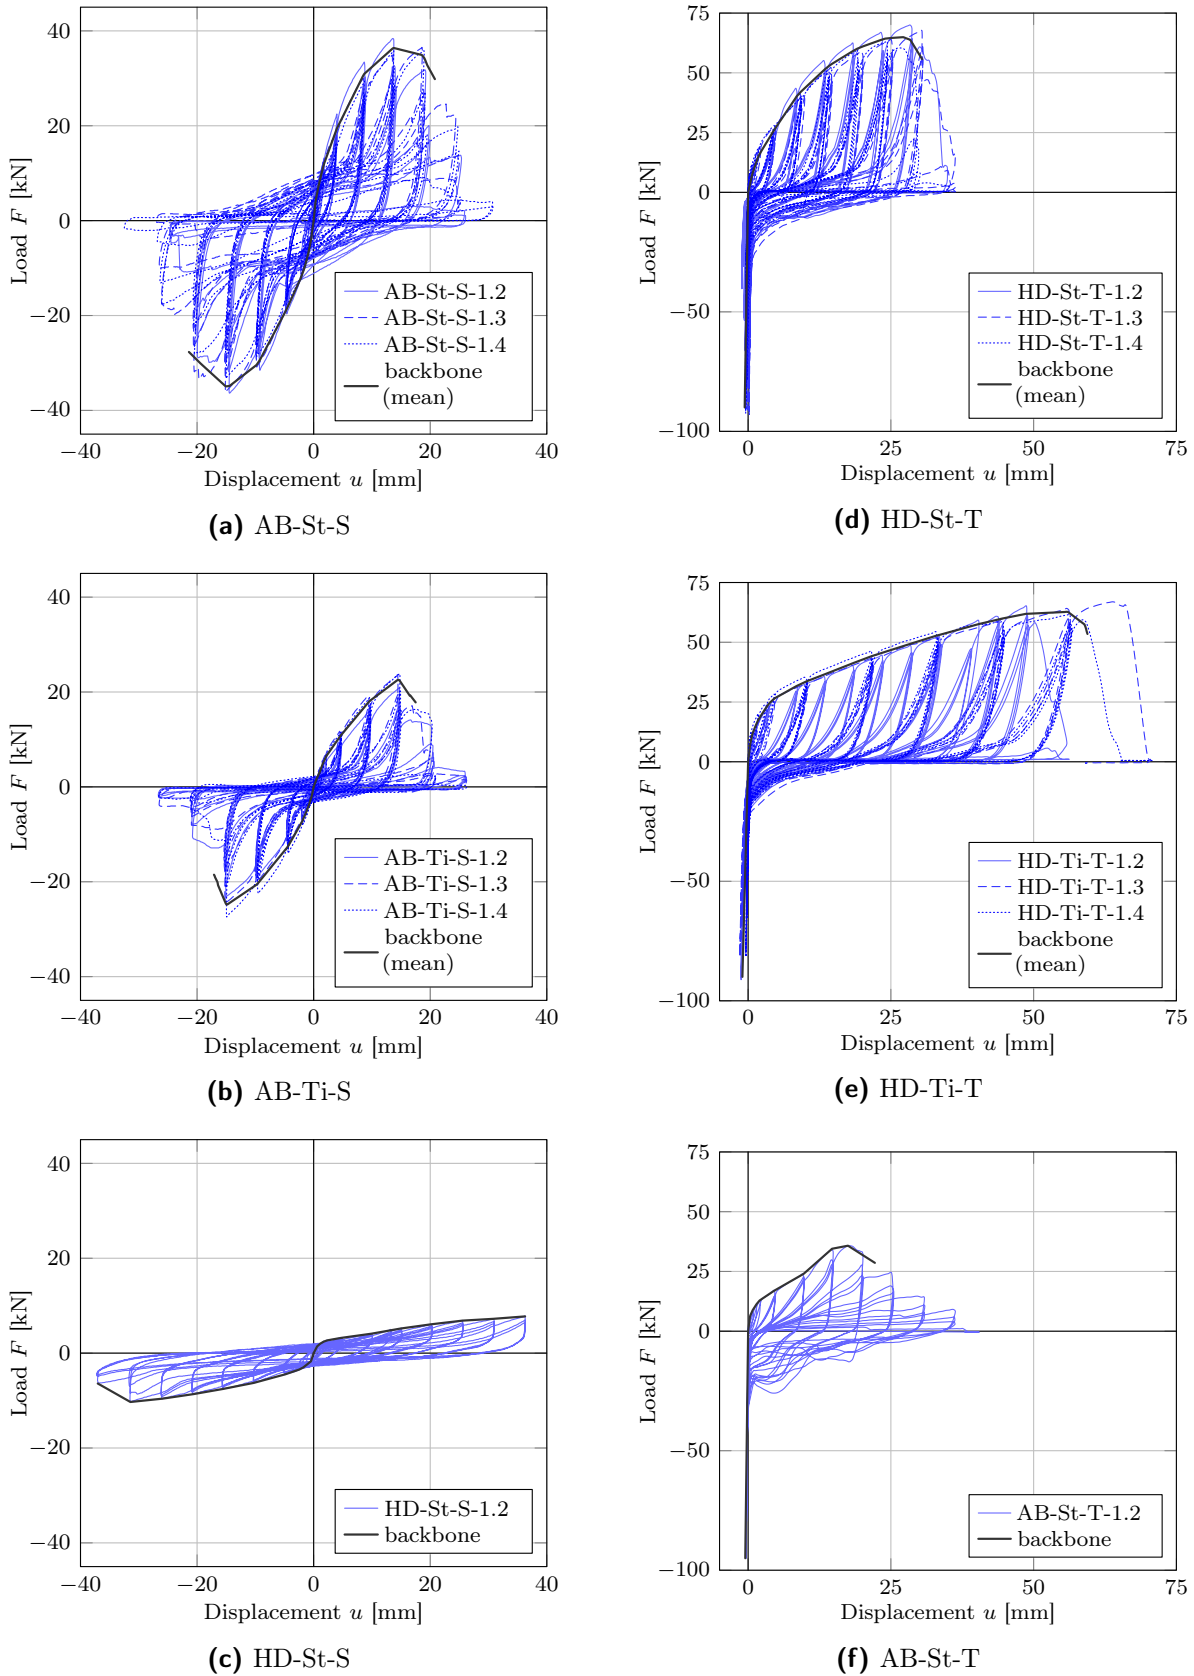 40
20
0
−20
−40
−40
−20
0
20
40
Load F [kN]
Displacement u [mm]
AB-St-S-1.2
AB-St-S-1.3
AB-St-S-1.4
backbone
(mean)
(a) AB-St-S
75
50
25
0
−50
−100
0
25
50
75
Load F [kN]
Displacement u [mm]
HD-St-T-1.2
HD-St-T-1.3
HD-St-T-1.4
backbone
(mean)
(d) HD-St-T
40
20
0
−20
−40
−40
−20
0
20
40
Load F [kN]
Displacement u [mm]
AB-Ti-S-1.2
AB-Ti-S-1.3
AB-Ti-S-1.4
backbone
(mean)
(b) AB-Ti-S
75
50
25
0
−50
−100
0
25
50
75
Load F [kN]
Displacement u [mm]
HD-Ti-T-1.2
HD-Ti-T-1.3
HD-Ti-T-1.4
backbone
(mean)
(e) HD-Ti-T
40
20
0
−20
−40
−40
−20
0
20
40
Load F [kN]
Displacement u [mm]
HD-St-S-1.2
backbone
(c) HD-St-S
75
50
25
0
−50
−100
0
25
50
75
Load F [kN]
Displacement u [mm]
AB-St-T-1.2
backbone
(f) AB-St-T